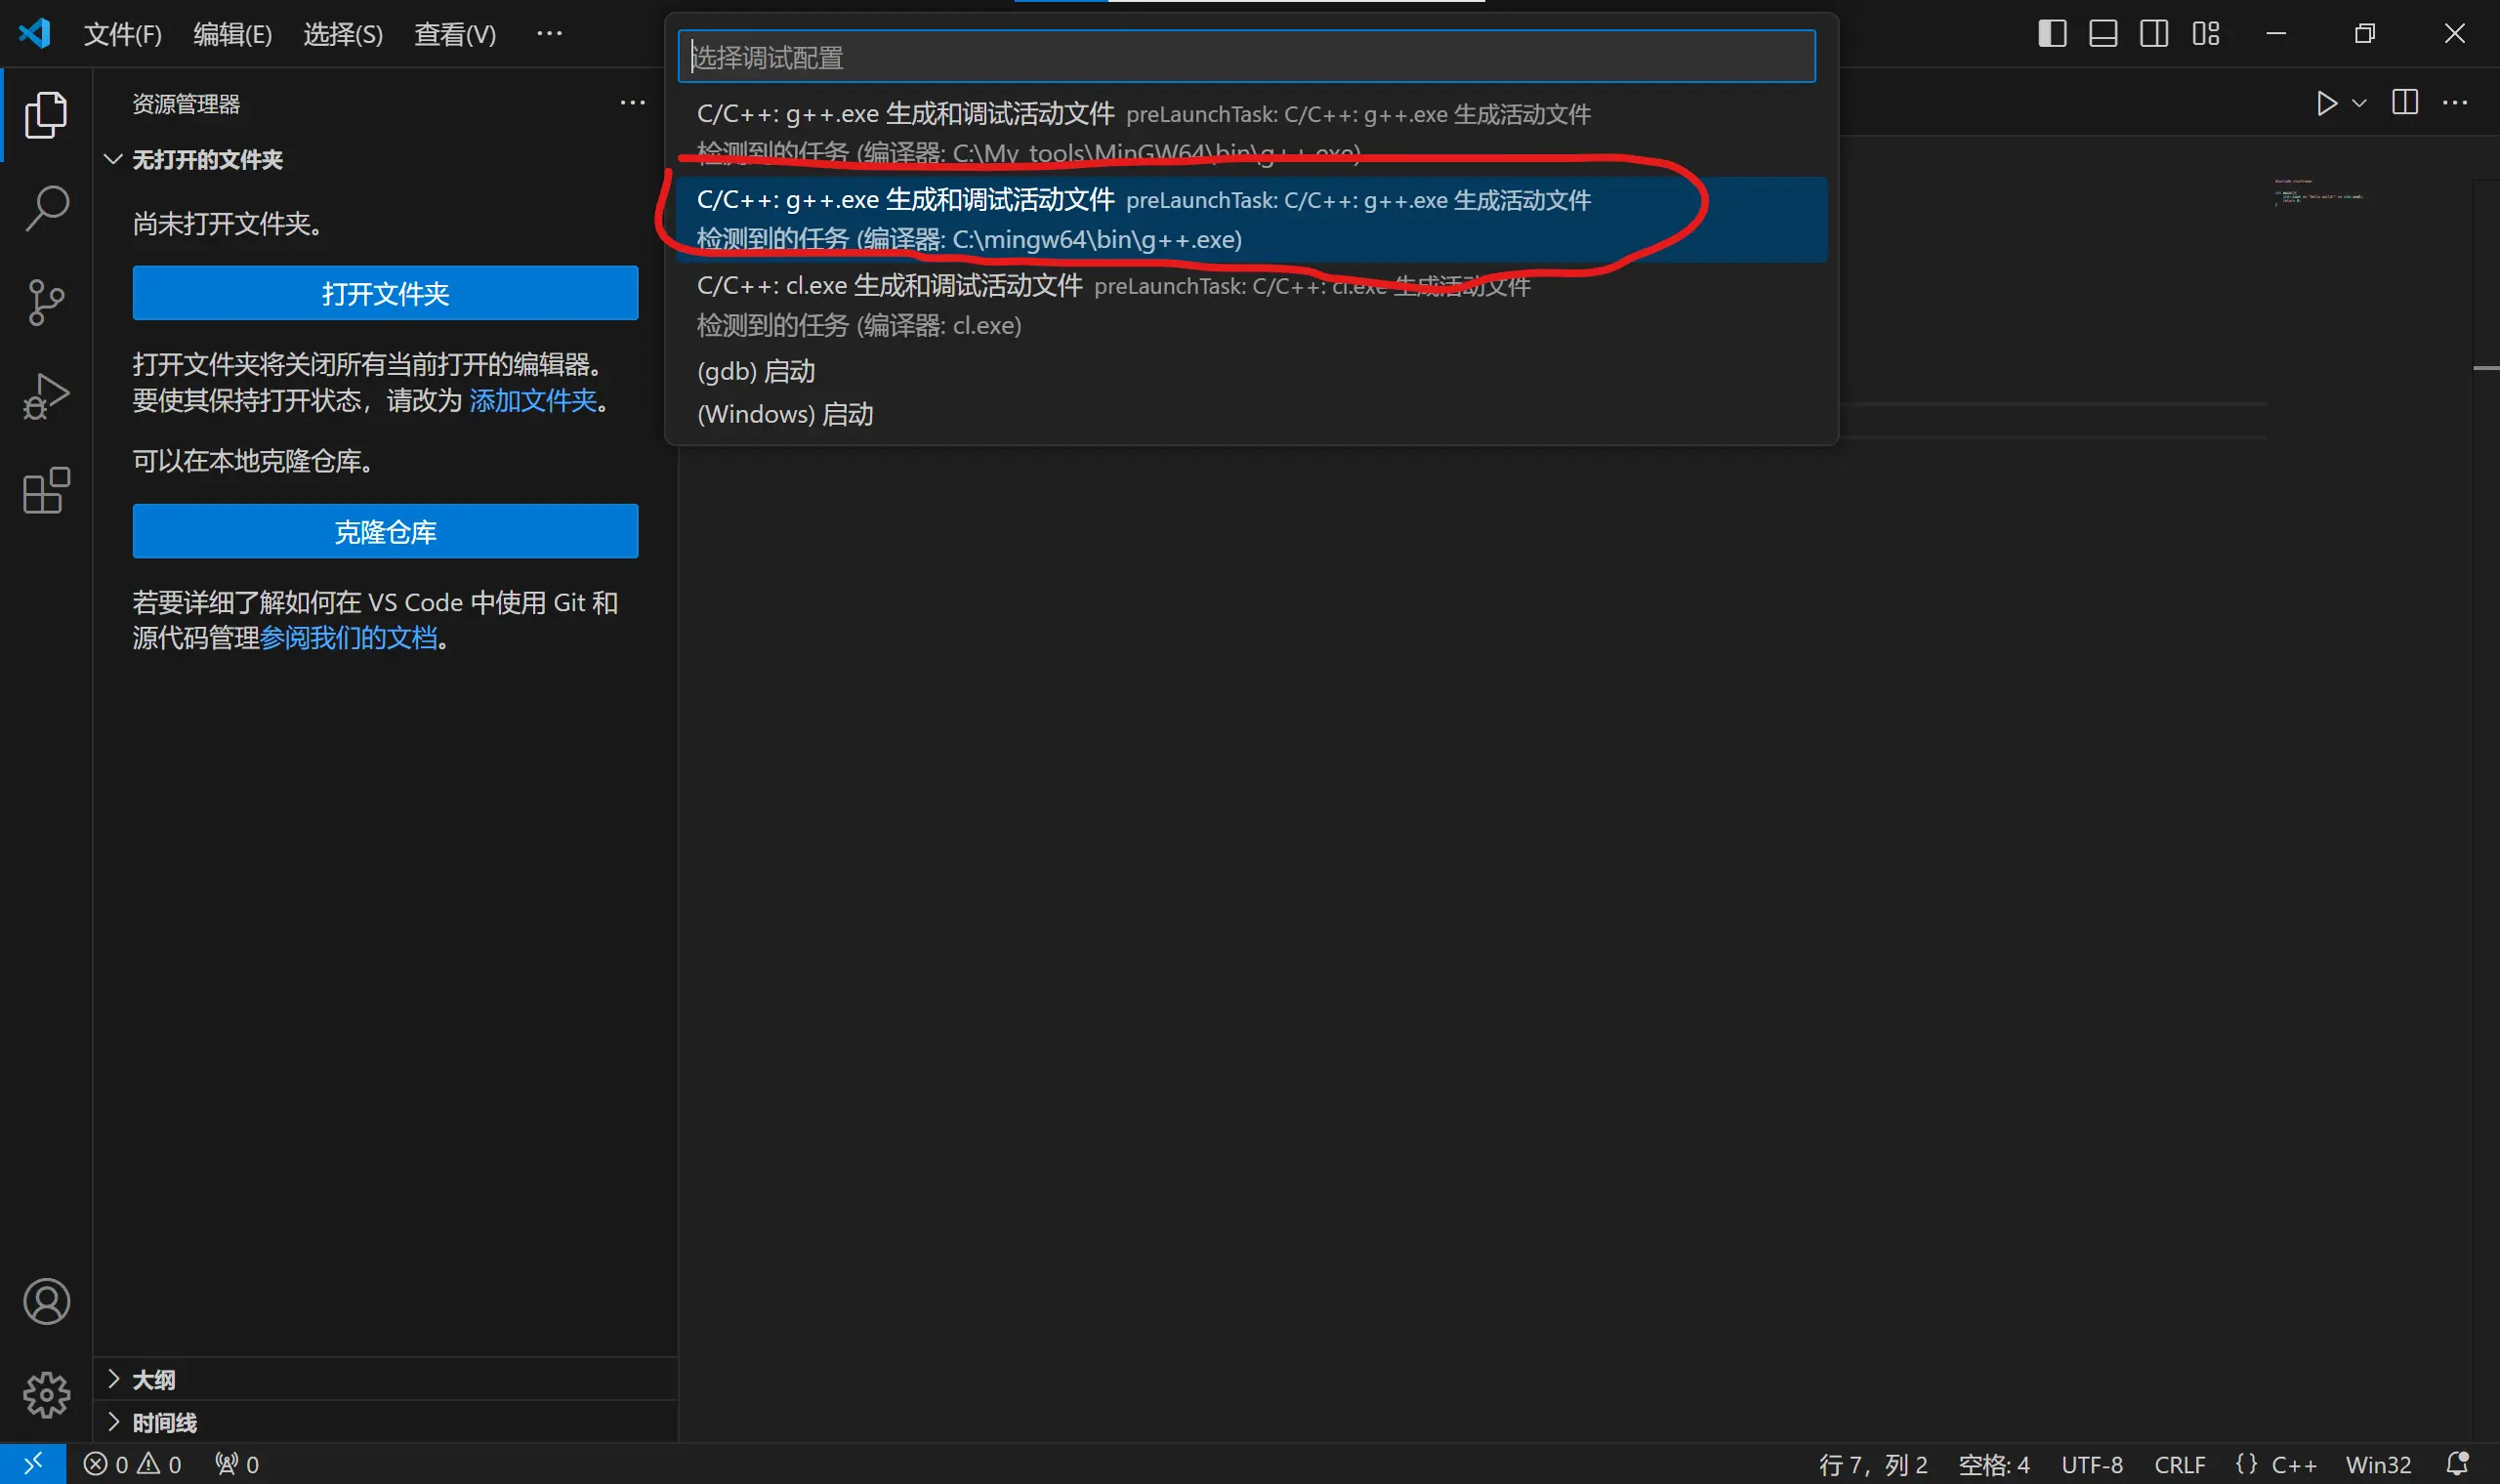 文件(F) 编辑(E) 选择(S) 查看(V) ···
选择调试配置
C/C++: g++.exe 生成和调试活动文件 preLaunchTask: C/C++: g++.exe 生成活动文件
检测到的任务 (编译器: C:\My_tools\MinGW64\bin\g++.exe)
C/C++: g++.exe 生成和调试活动文件 preLaunchTask: C/C++: g++.exe 生成活动文件
检测到的任务 (编译器: C:\mingw64\bin\g++.exe)
C/C++: cl.exe 生成和调试活动文件 preLaunchTask: C/C++: cl.exe 生成活动文件
检测到的任务 (编译器: cl.exe)
(gdb) 启动
(Windows) 启动
资源管理器
无打开的文件夹
尚未打开文件夹。
打开文件夹
打开文件夹将关闭所有当前打开的编辑器。
要使其保持打开状态，请改为 添加文件夹。
可以在本地克隆仓库。
克隆仓库
若要详细了解如何在 VS Code 中使用 Git 和
源代码管理参阅我们的文档。
大纲
时间线
0 0 0
行 7，列 2 空格: 4 UTF-8 CRLF {} C++ Win32